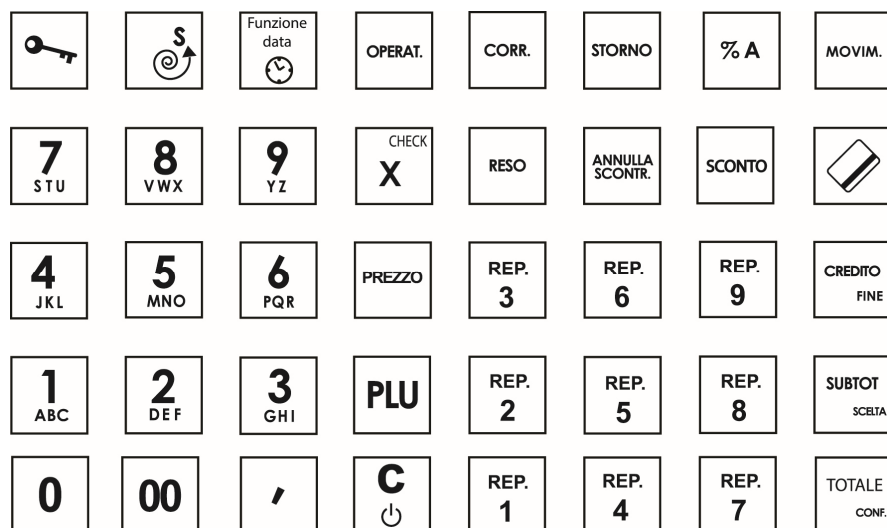 S
Funzione
data
OPERAT.
CORR.
STORNO
% A
MOVIM.
7
STU
8
VWX
9
YZ
CHECK
X
RESO
ANNULLA
SCONTR.
SCONTO
4
JKL
5
MNO
6
PQR
PREZZO
REP.
3
REP.
6
REP.
9
CREDITO
FINE
1
ABC
2
DEF
3
GHI
PLU
REP.
2
REP.
5
REP.
8
SUBTOT
SCELTA
0
00
,
C
REP.
1
REP.
4
REP.
7
TOTALE
CONF.